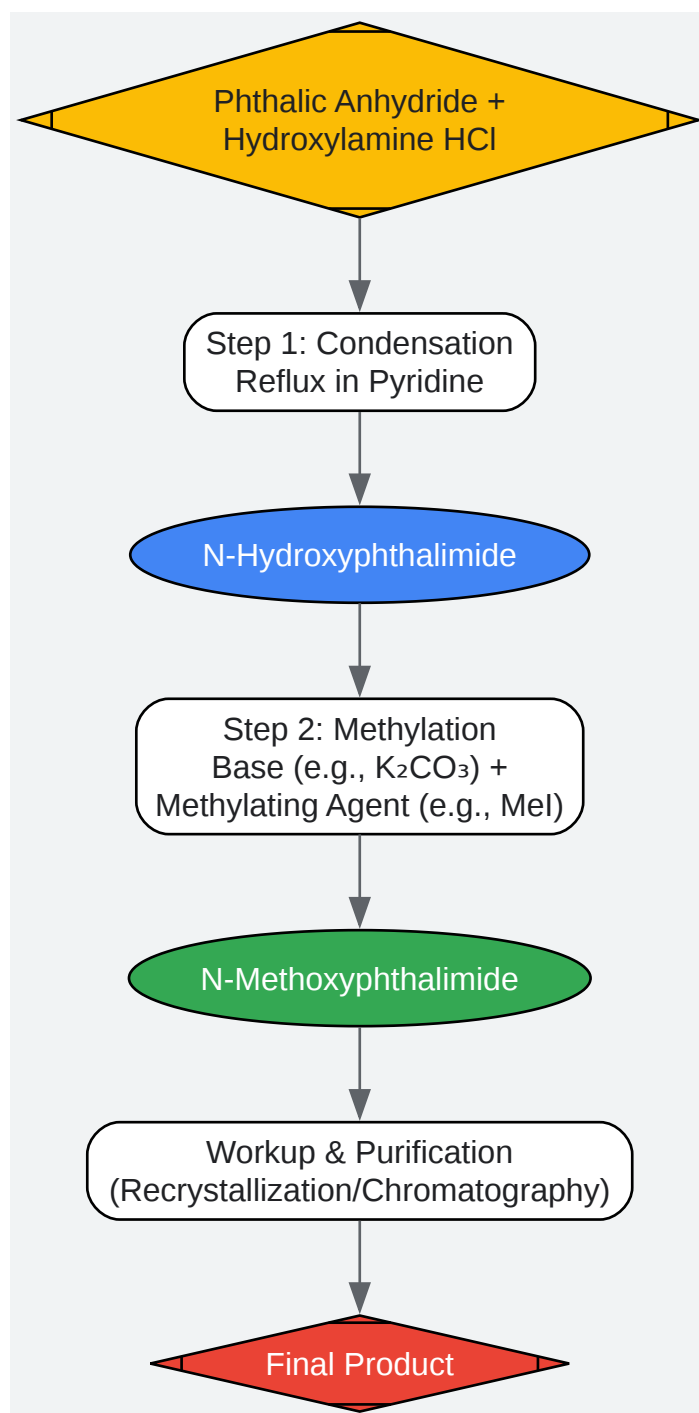 Phthalic Anhydride +
Hydroxylamine HCl
Step 1: Condensation
Reflux in Pyridine
N-Hydroxyphthalimide
Step 2: Methylation
Base (e.g., K₂CO₃) +
Methylating Agent (e.g., MeI)
N-Methoxyphthalimide
Workup & Purification
(Recrystallization/Chromatography)
Final Product